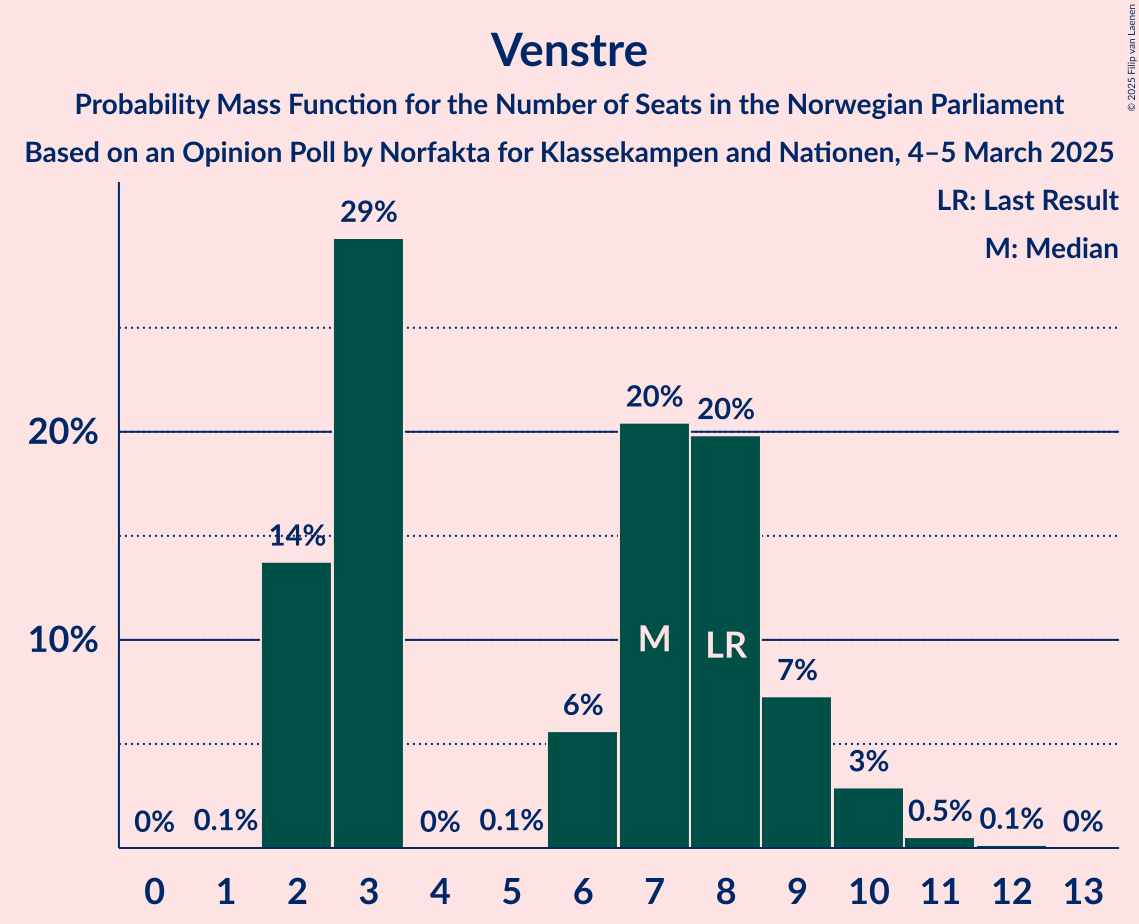 © 2025 Filip van Laenen
Venstre
Probability Mass Function for the Number of Seats in the Norwegian Parliament
Based on an Opinion Poll by Norfakta for Klassekampen and Nationen, 4–5 March 2025
LR: Last Result
M: Median
29%
20%
20%
20%
14%
10%
M
LR
7%
6%
3%
0%
0.1%
0%
0.1%
0.5%
0.1%
0%
0 1 2 3 4 5 6 7 8 9 10 11 12 13